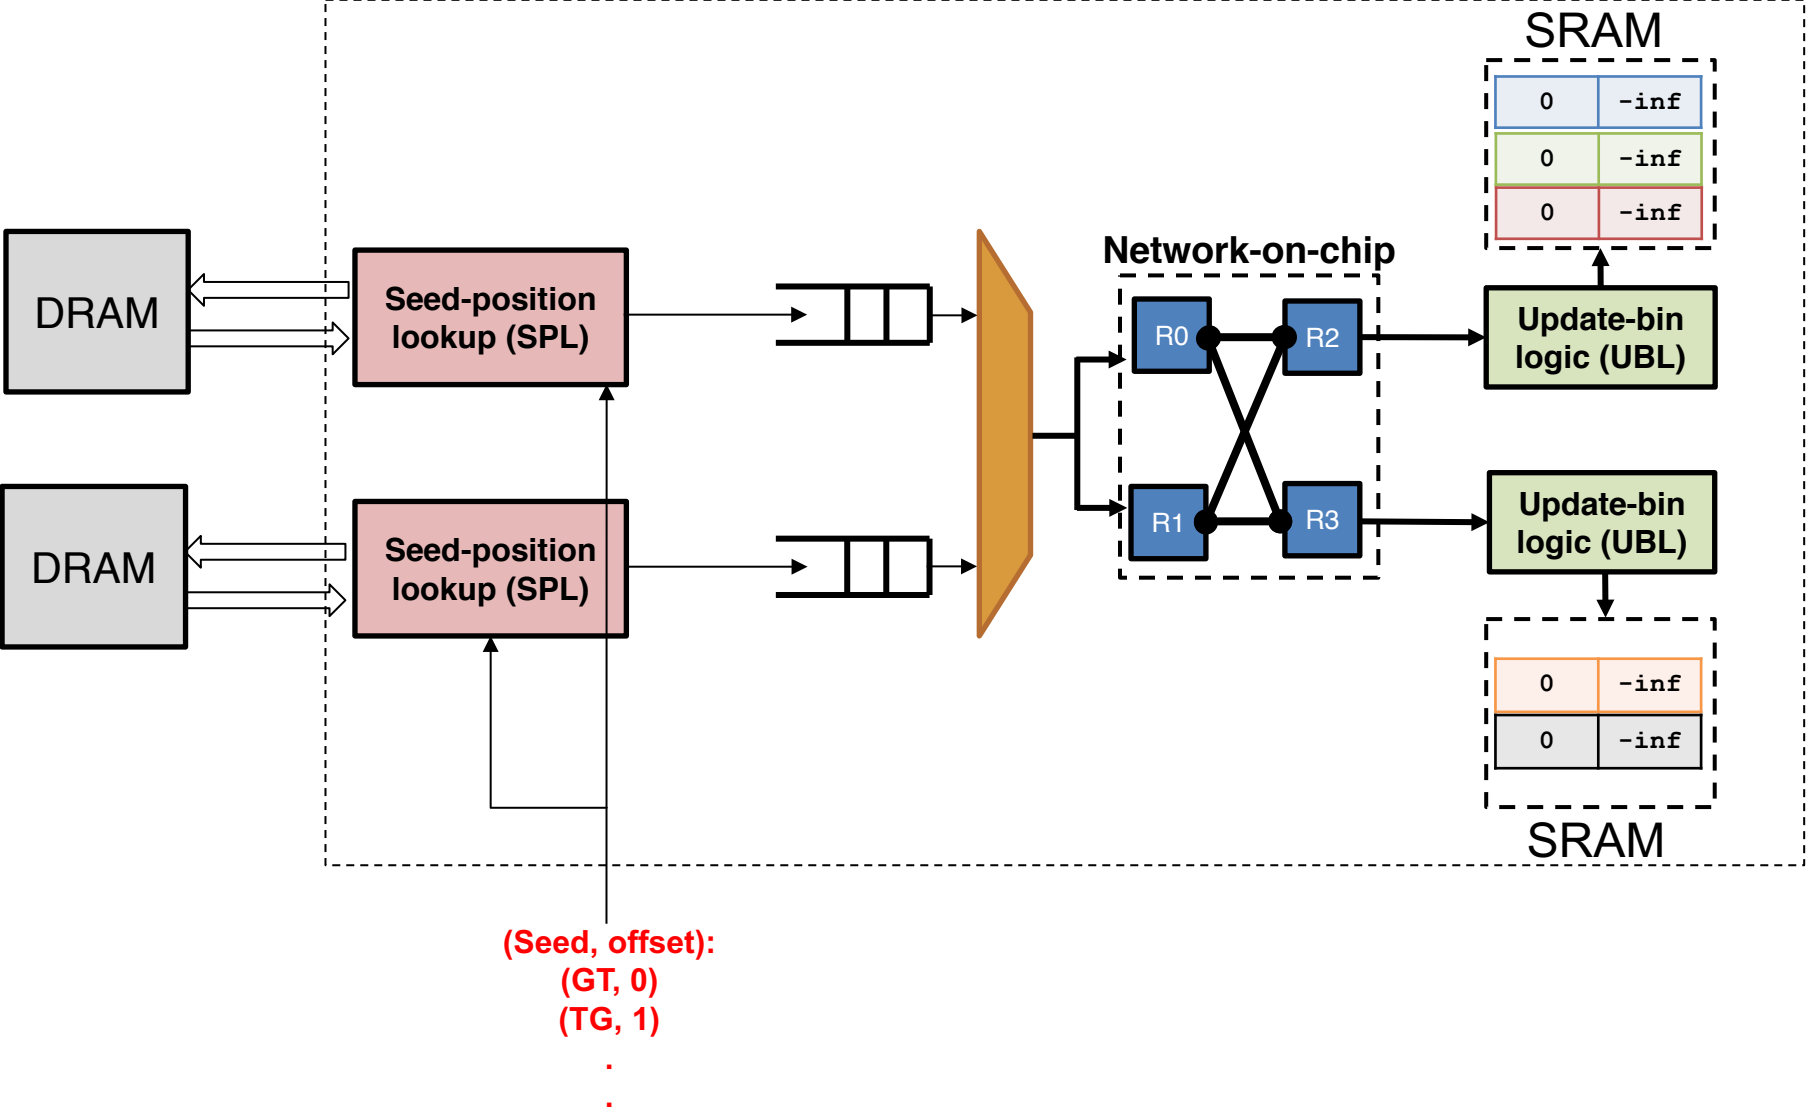 SRAM
0 -inf
0 -inf
0 -inf
Network-on-chip
DRAM
Seed-position
lookup (SPL)
R0
R2
Update-bin
logic (UBL)
DRAM
Seed-position
lookup (SPL)
R1
R3
Update-bin
logic (UBL)
0 -inf
0 -inf
SRAM
(Seed, offset):
(GT, 0)
(TG, 1)
.
.